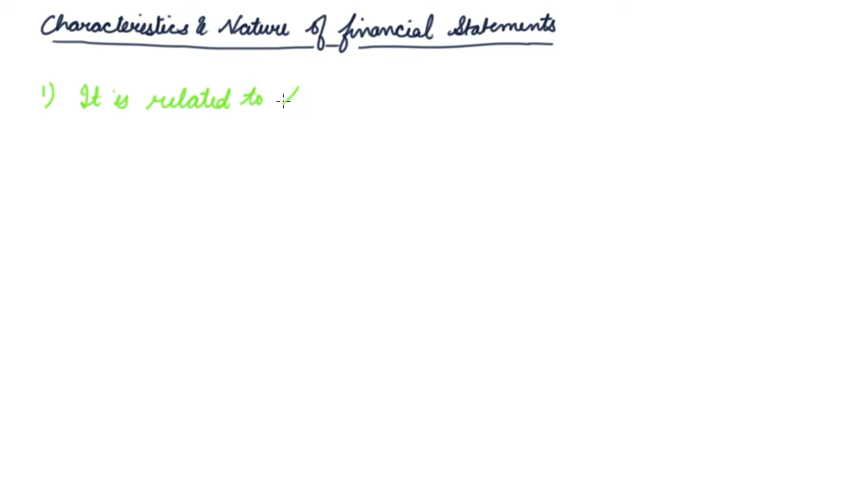 Characteristics & Nature of financial Statements
1) It is related to